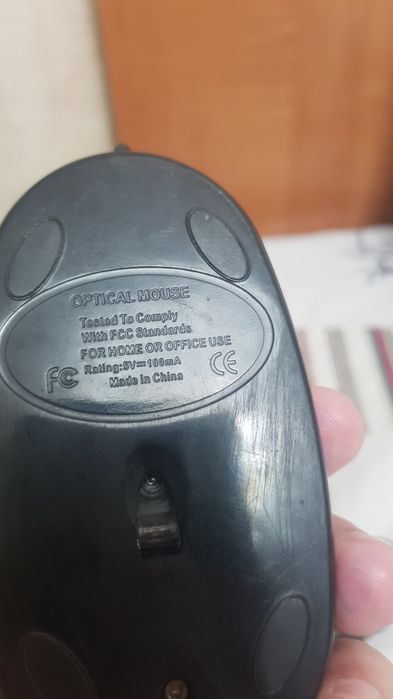 OPTICAL MOUSE
Tested To Comply
With FCC Standards
FOR HOME OR OFFICE USE
FC Rating:5V⎓100mA CE
Made in China